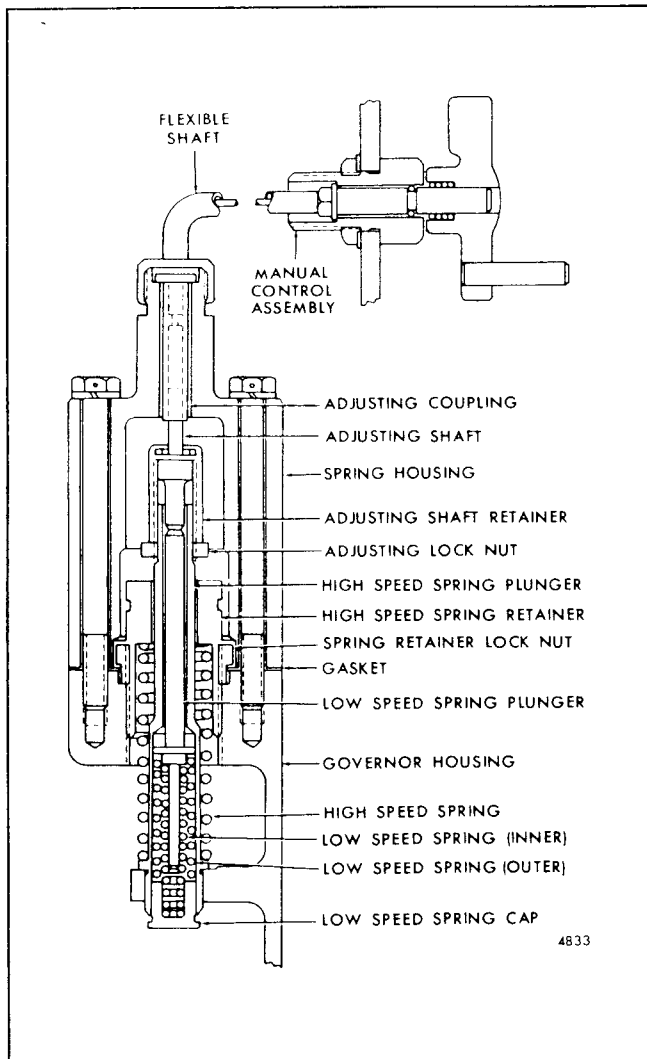 FLEXIBLE
SHAFT
MANUAL
CONTROL
ASSEMBLY
ADJUSTING COUPLING
ADJUSTING SHAFT
SPRING HOUSING
ADJUSTING SHAFT RETAINER
ADJUSTING LOCK NUT
HIGH SPEED SPRING PLUNGER
HIGH SPEED SPRING RETAINER
SPRING RETAINER LOCK NUT
GASKET
LOW SPEED SPRING PLUNGER
GOVERNOR HOUSING
HIGH SPEED SPRING
LOW SPEED SPRING (INNER)
LOW SPEED SPRING (OUTER)
LOW SPEED SPRING CAP
4833